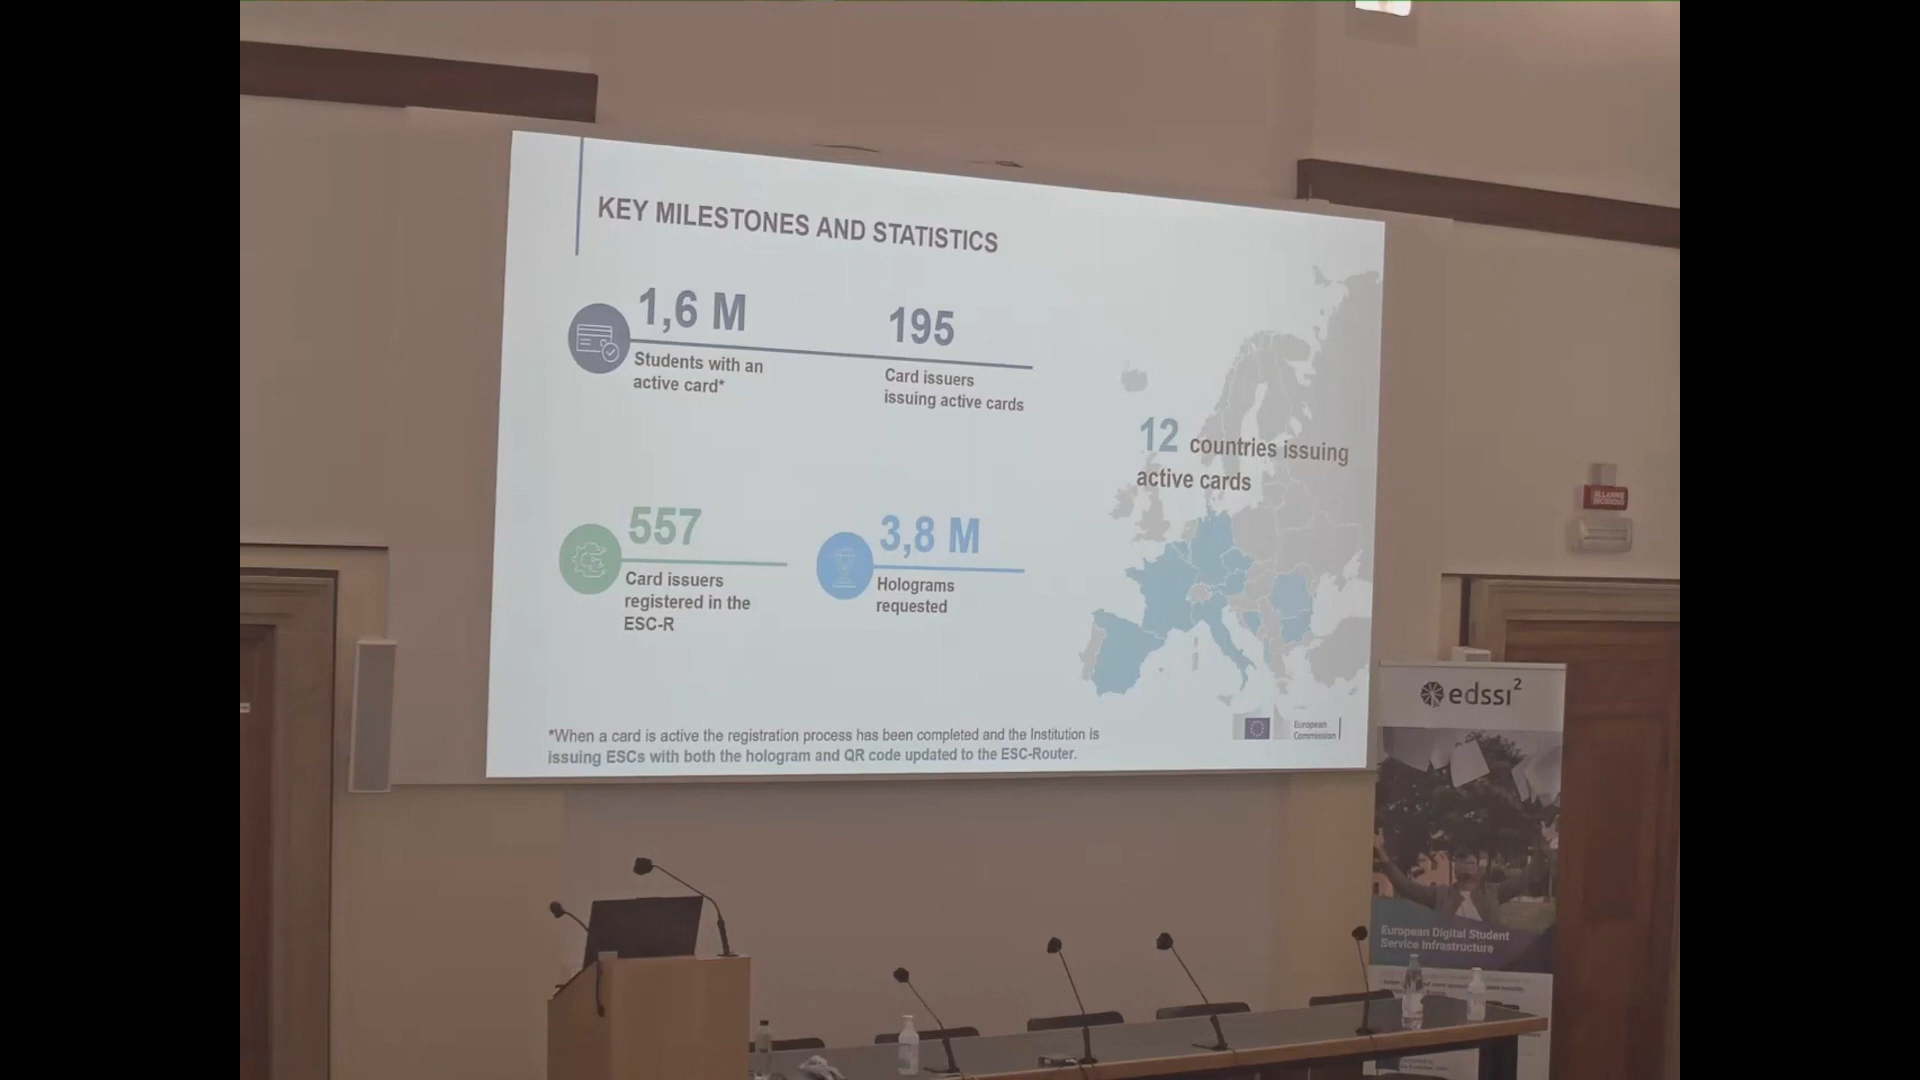 KEY MILESTONES AND STATISTICS
1,6 M
Students with an
active card*
195
Card issuers
issuing active cards
12 countries issuing
active cards
557
Card issuers
registered in the
ESC-R
3,8 M
Holograms
requested
*When a card is active the registration process has been completed and the Institution is
issuing ESCs with both the hologram and QR code updated to the ESC-Router.
European
Commission
edssi²
European Digital Student
Service Infrastructure